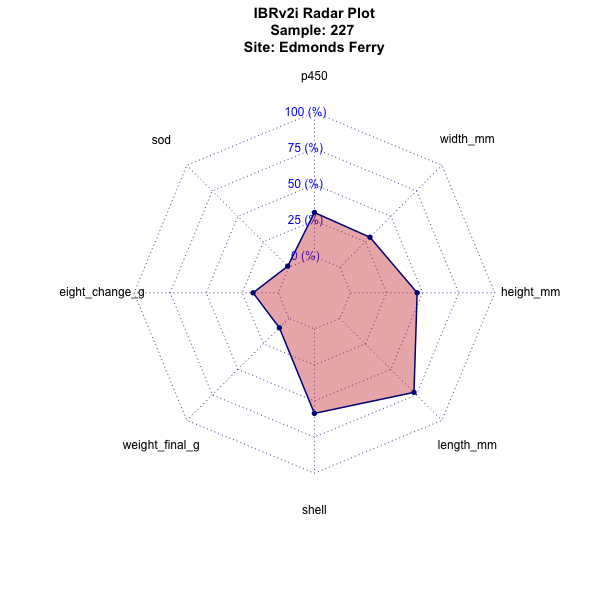 IBRv2i Radar Plot
Sample: 227
Site: Edmonds Ferry
p450
100 (%)
sod
width_mm
75 (%)
50 (%)
25 (%)
0 (%)
eight_change_g
height_mm
weight_final_g
length_mm
shell